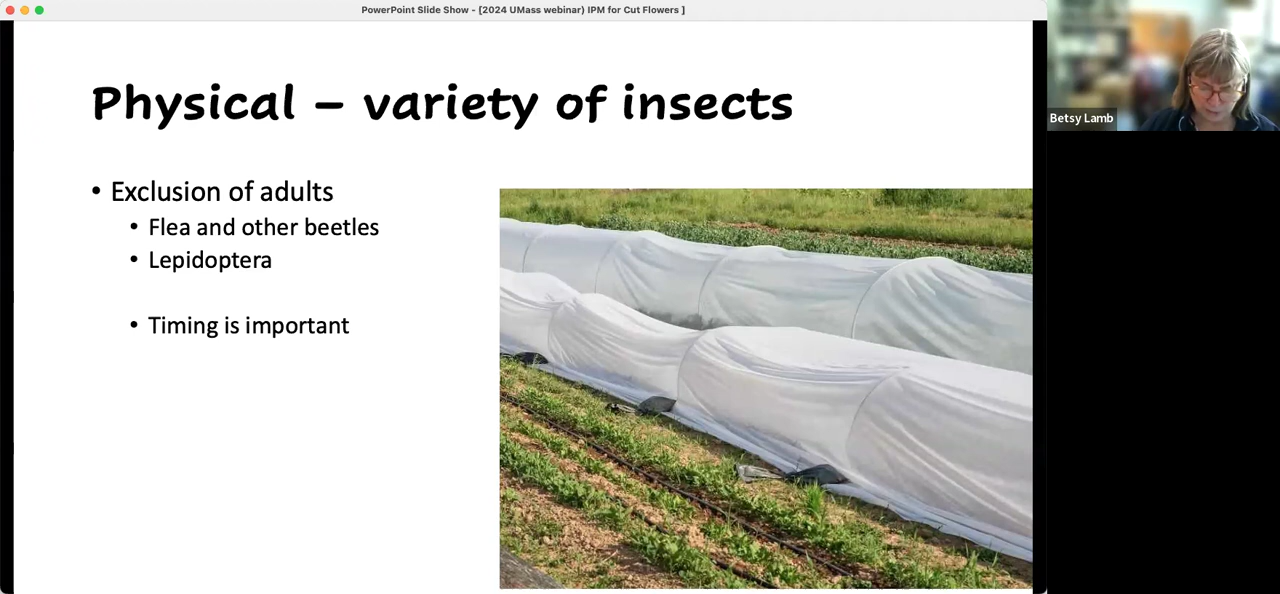 PowerPoint Slide Show - [2024 UMass webinar) IPM for Cut Flowers ]
Physical – variety of insects
• Exclusion of adults
• Flea and other beetles
• Lepidoptera
• Timing is important
Betsy Lamb